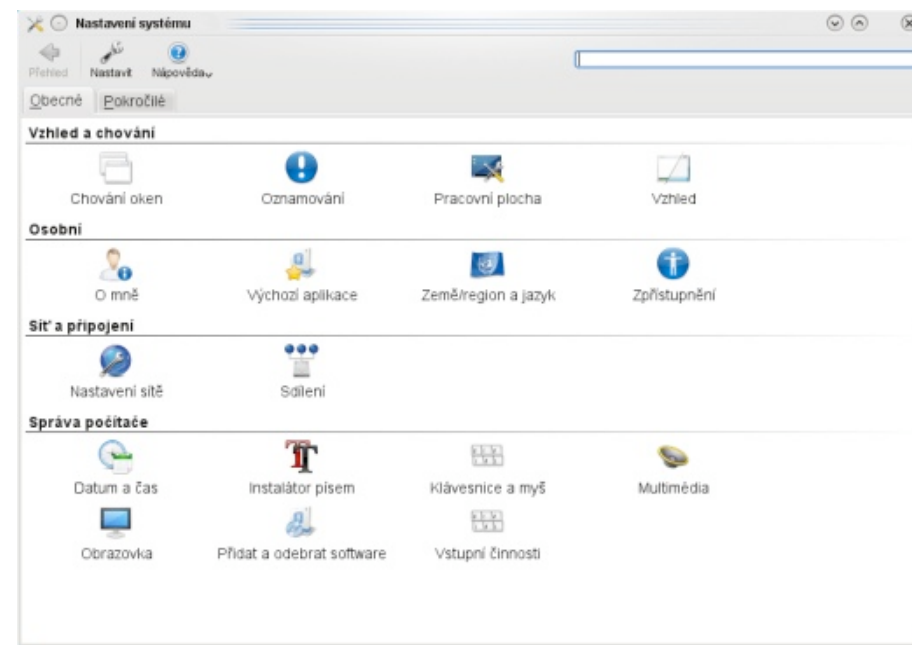 Nastavení systému
Přehled Nastavit Nápověda
Obecné Pokročilé
Vzhled a chování
Chování oken Oznamování Pracovní plocha Vzhled
Osobní
O mně Výchozí aplikace Země/region a jazyk Zpřístupnění
Síť a připojení
Nastavení sítě Sdílení
Správa počítače
Datum a čas Instalátor písem Klávesnice a myš Multimédia
Obrazovka Přidat a odebrat software Vstupní činnosti